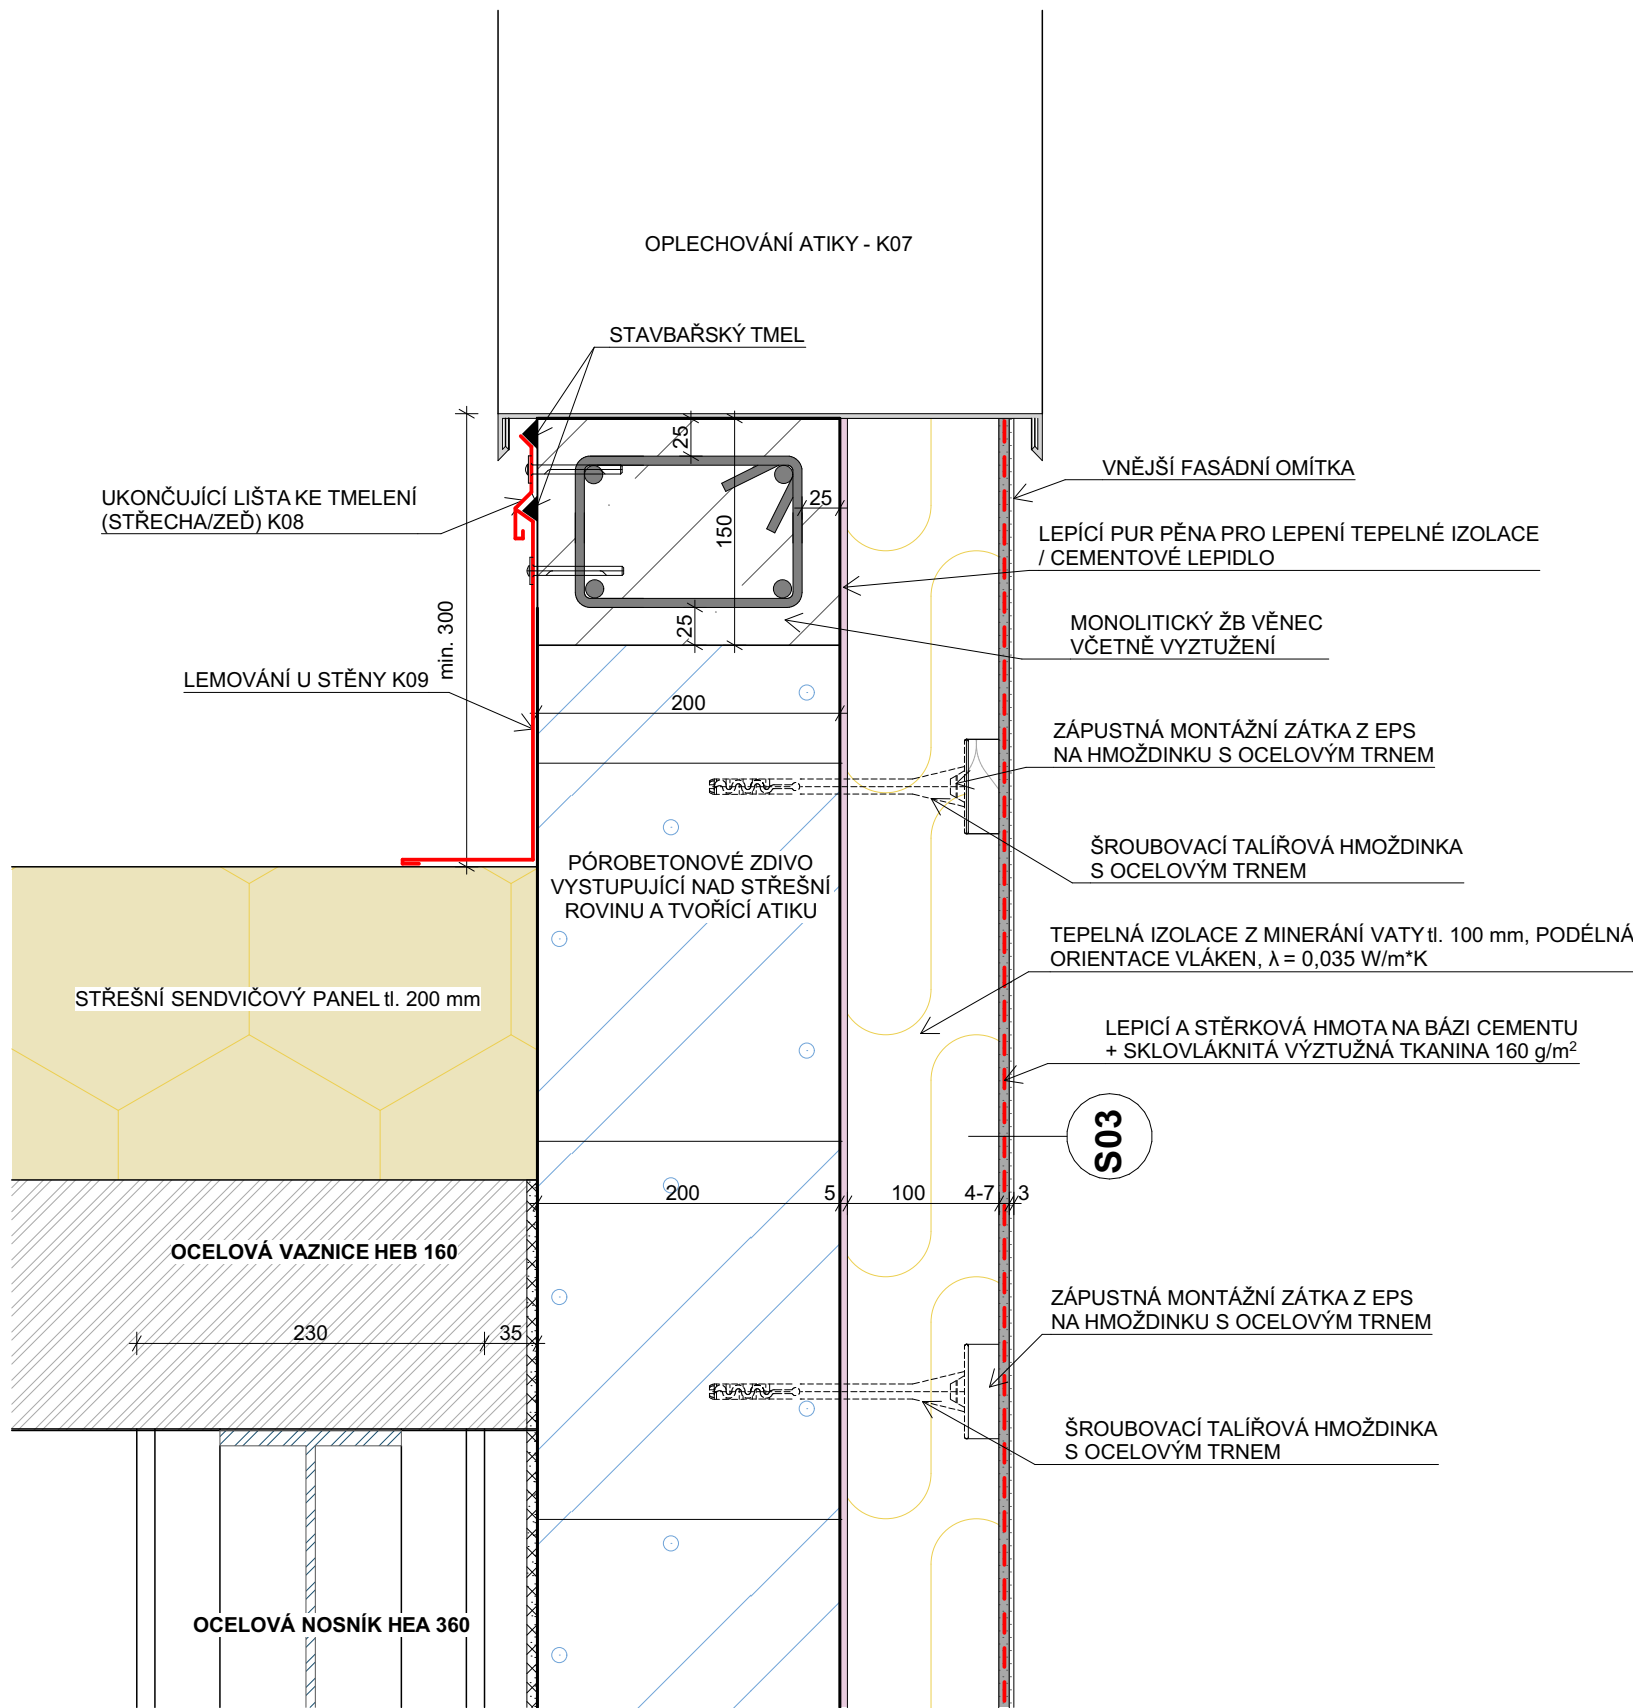 OPLECHOVÁNÍ ATIKY - K07
STAVBAŘSKÝ TMEL
25
VNĚJŠÍ FASÁDNÍ OMÍTKA
UKONČUJÍCÍ LIŠTA KE TMELENÍ
(STŘECHA/ZEĎ) K08
25
150
LEPÍCÍ PUR PĚNA PRO LEPENÍ TEPELNÉ IZOLACE
/ CEMENTOVÉ LEPIDLO
min. 300
25
MONOLITICKÝ ŽB VĚNEC
VČETNĚ VYZTUŽENÍ
LEMOVÁNÍ U STĚNY K09
200
ZÁPUSTNÁ MONTÁŽNÍ ZÁTKA Z EPS
NA HMOŽDINKU S OCELOVÝM TRNEM
ŠROUBOVACÍ TALÍŘOVÁ HMOŽDINKA
S OCELOVÝM TRNEM
PÓROBETONOVÉ ZDIVO
VYSTUPUJÍCÍ NAD STŘEŠNÍ
ROVINU A TVOŘÍCÍ ATIKU
TEPELNÁ IZOLACE Z MINERÁNÍ VATY tl. 100 mm, PODÉLNÁ
ORIENTACE VLÁKEN, λ = 0,035 W/m*K
STŘEŠNÍ SENDVIČOVÝ PANEL tl. 200 mm
LEPICÍ A STĚRKOVÁ HMOTA NA BÁZI CEMENTU
+ SKLOVLÁKNITÁ VÝZTUŽNÁ TKANINA 160 g/m²
S03
200 5 100 4-7 3
OCELOVÁ VAZNICE HEB 160
230 35
ZÁPUSTNÁ MONTÁŽNÍ ZÁTKA Z EPS
NA HMOŽDINKU S OCELOVÝM TRNEM
ŠROUBOVACÍ TALÍŘOVÁ HMOŽDINKA
S OCELOVÝM TRNEM
OCELOVÁ NOSNÍK HEA 360